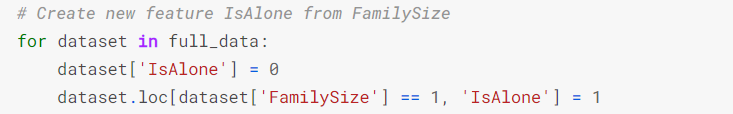 # Create new feature IsAlone from FamilySize
for dataset in full_data:
    dataset['IsAlone'] = 0
    dataset.loc[dataset['FamilySize'] == 1, 'IsAlone'] = 1